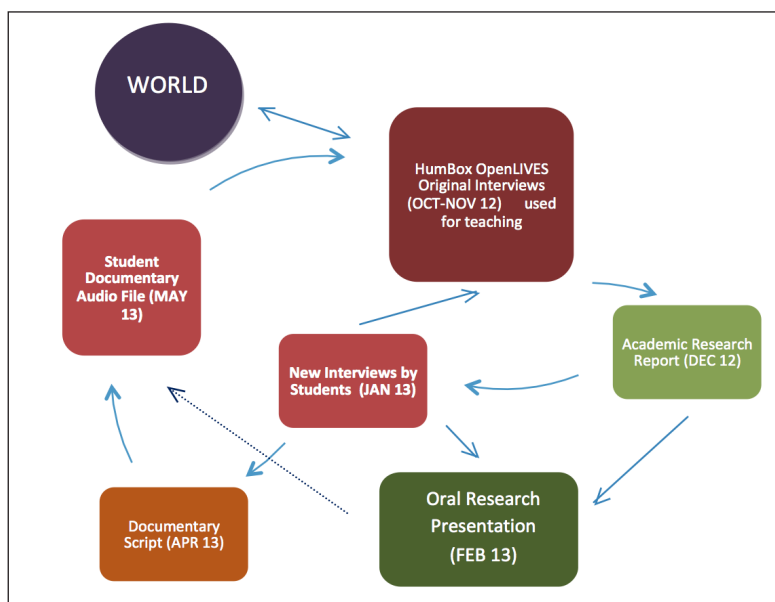 WORLD
HumBox OpenLIVES
Original Interviews
(OCT-NOV 12) used
for teaching
Student
Documentary
Audio File (MAY
13)
New Interviews by
Students (JAN 13)
Academic Research
Report (DEC 12)
Documentary
Script (APR 13)
Oral Research
Presentation
(FEB 13)